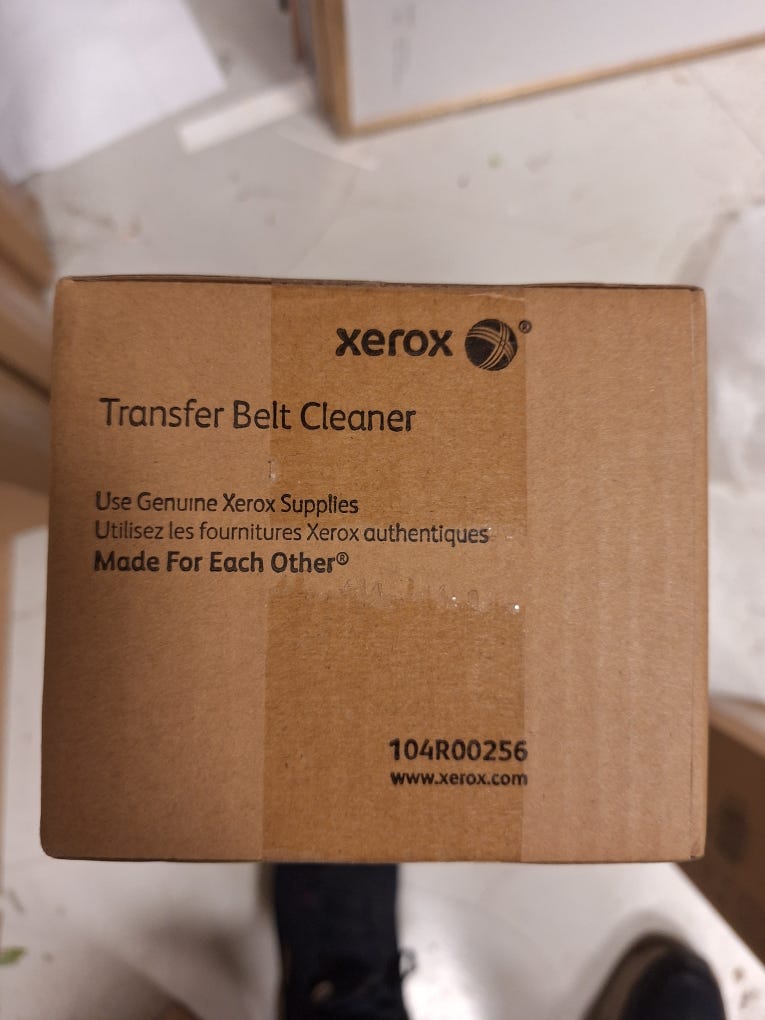 xerox ®
Transfer Belt Cleaner
Use Genuine Xerox Supplies
Utilisez les fournitures Xerox authentiques
Made For Each Other®
104R00256
www.xerox.com